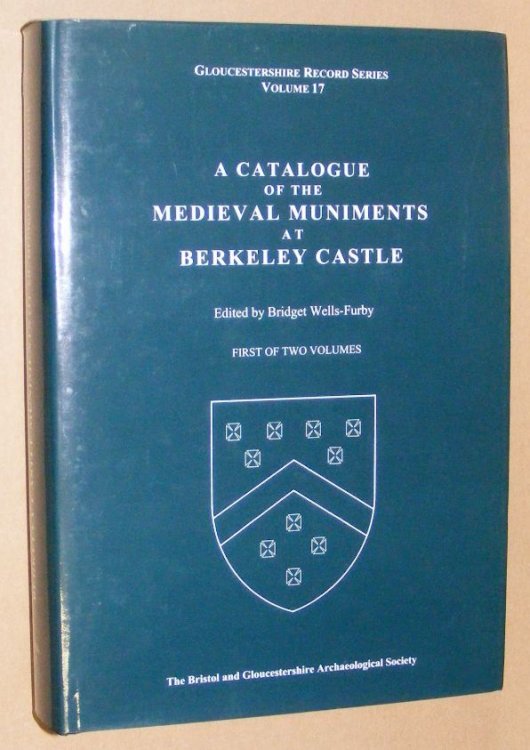 GLOUCESTERSHIRE RECORD SERIES
VOLUME 17
A CATALOGUE
OF THE
MEDIEVAL MUNIMENTS
AT
BERKELEY CASTLE
Edited by Bridget Wells-Furby
FIRST OF TWO VOLUMES
The Bristol and Gloucestershire Archaeological Society